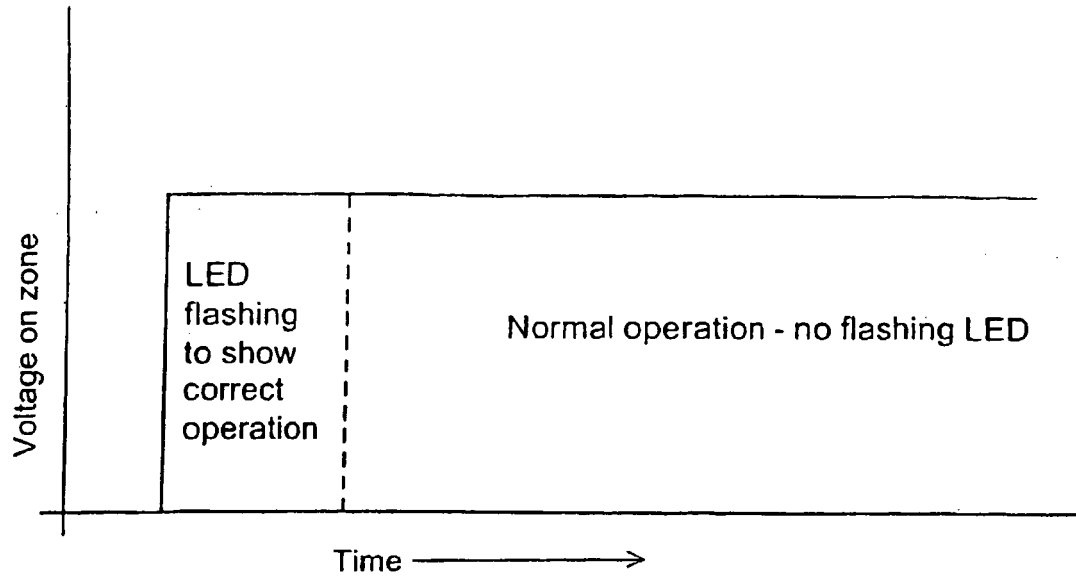 Voltage on zone
LED
flashing
to show
correct
operation
Normal operation - no flashing LED
Time